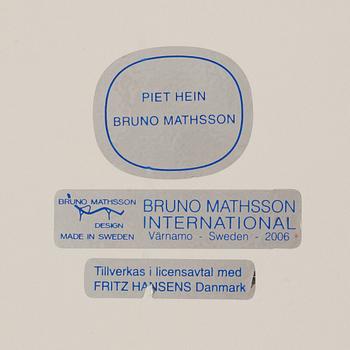 PIET HEIN
BRUNO MATHSSON
BRUNO MATHSSON
DESIGN
MADE IN SWEDEN
BRUNO MATHSSON
INTERNATIONAL
Värnamo - Sweden - 2006
Tillverkas i licensavtal med
FRITZ HANSENS Danmark